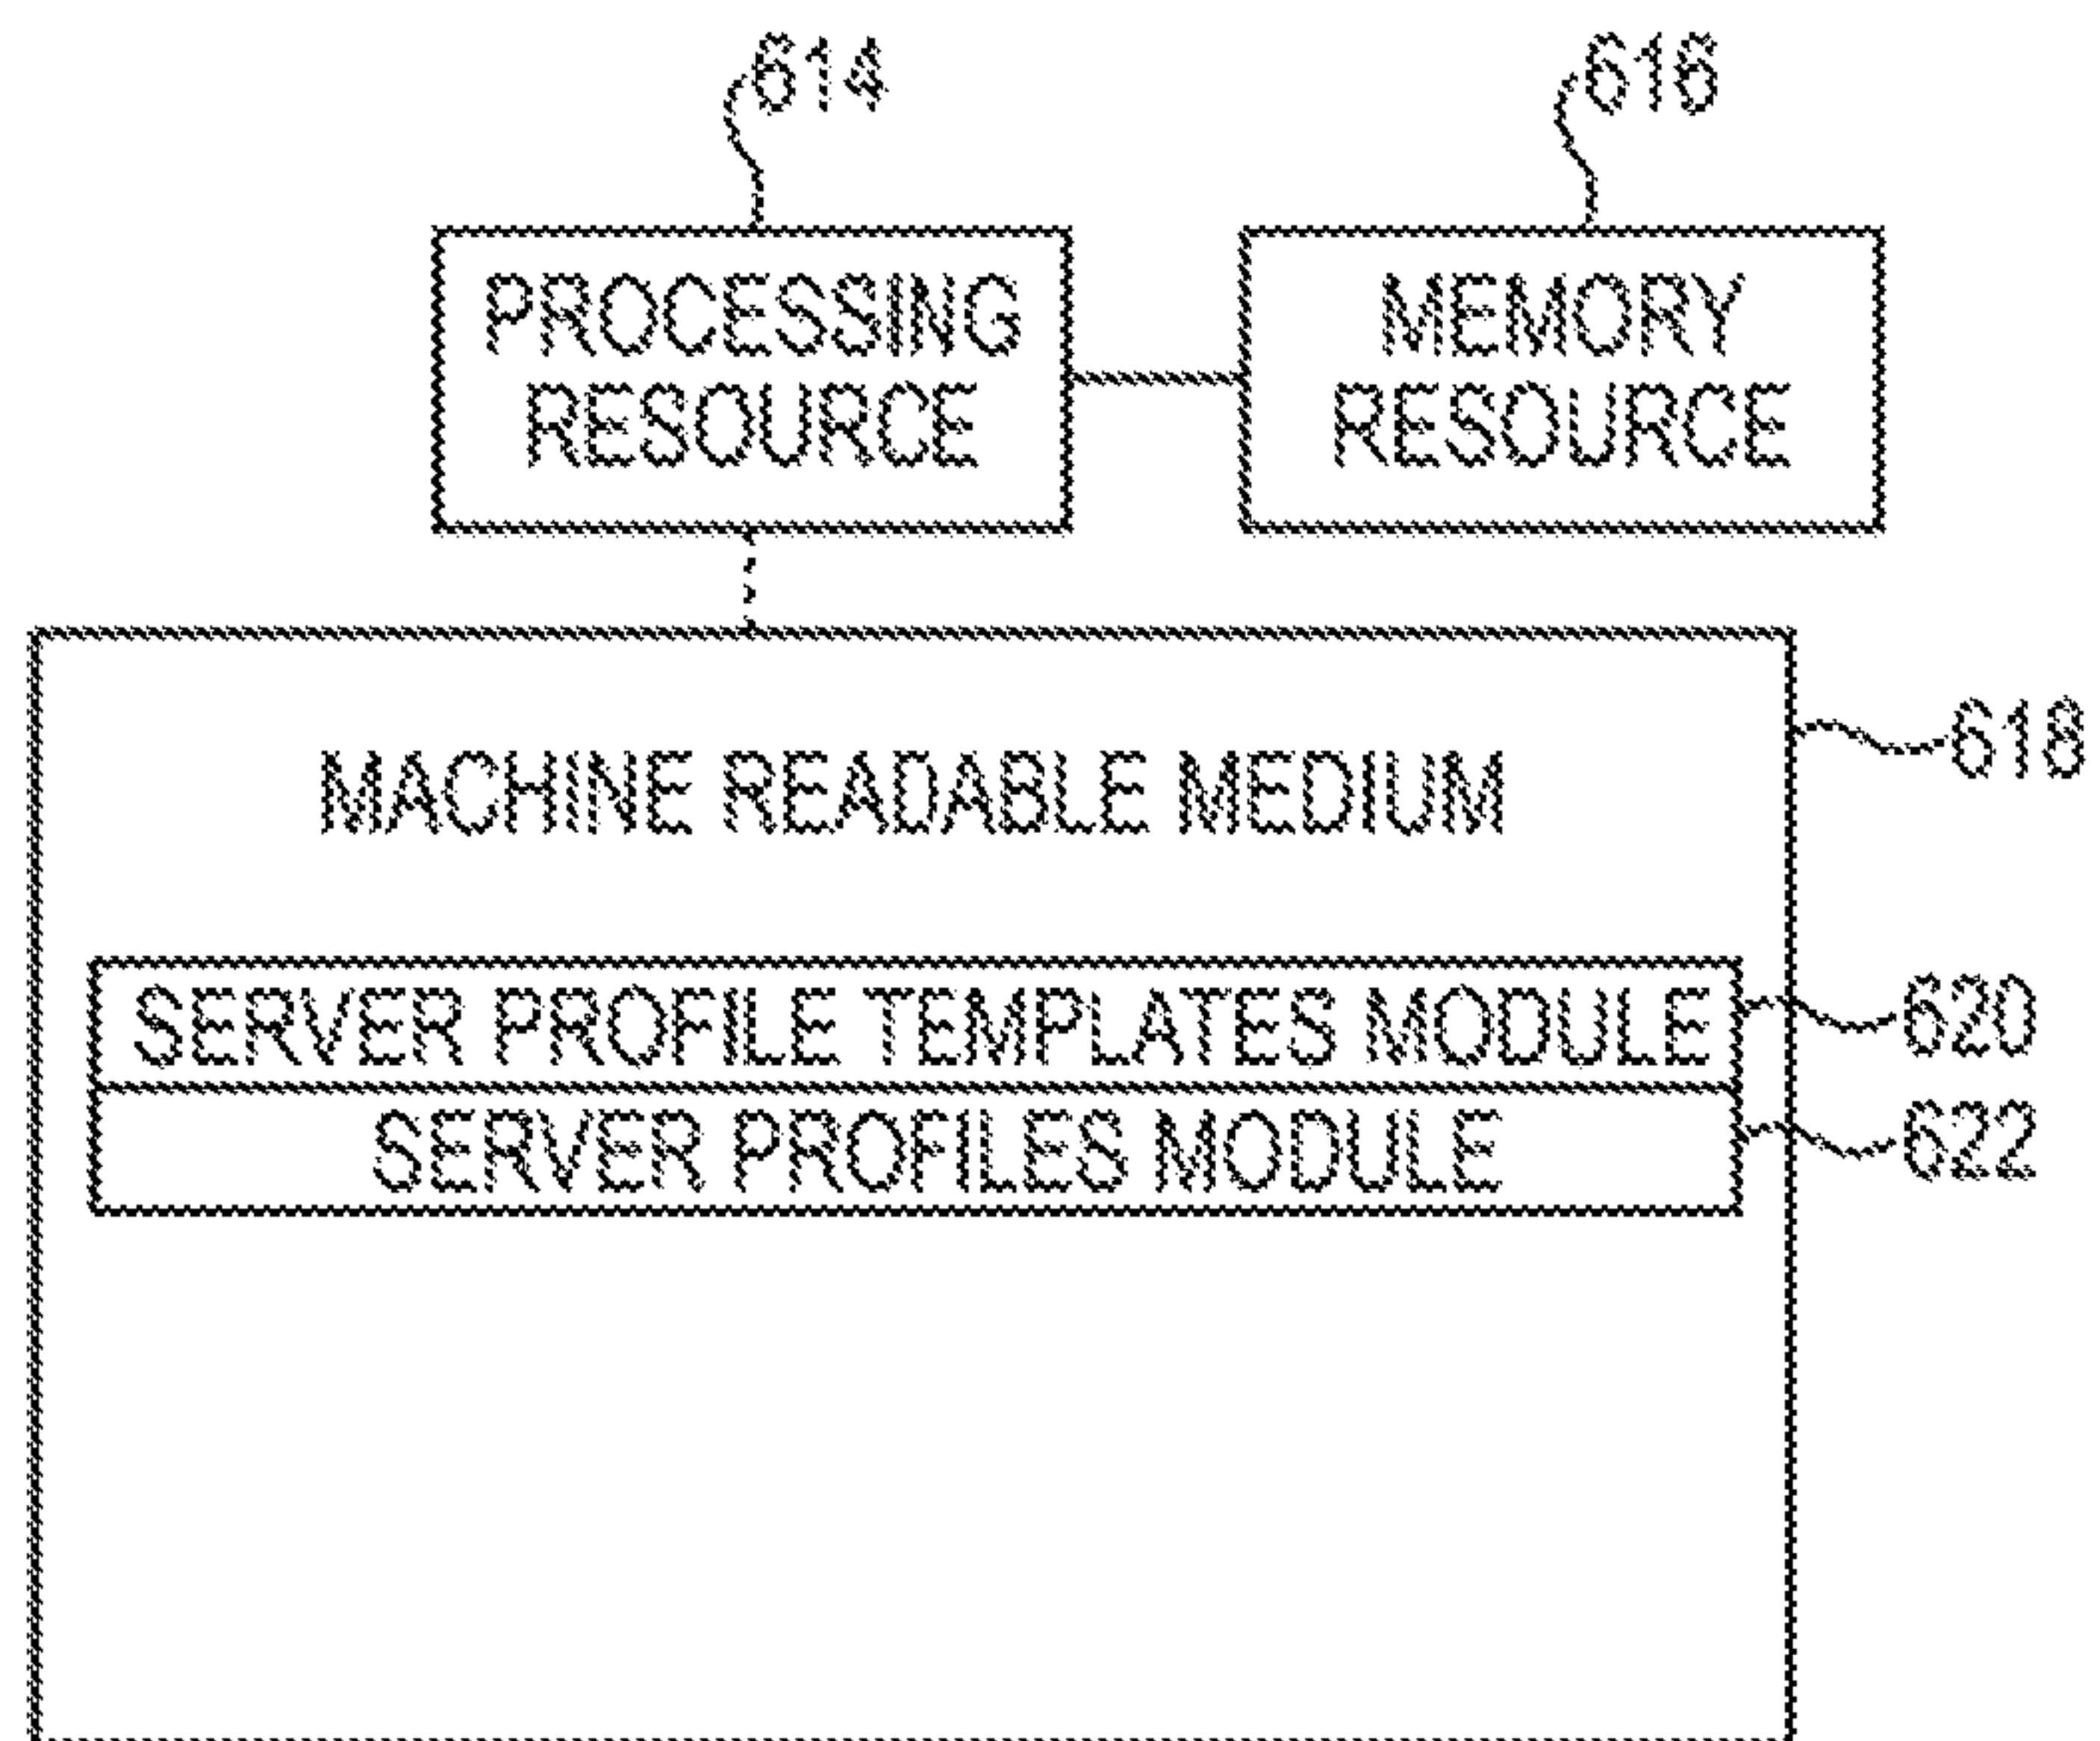 614
616
PROCESSING
RESOURCE
MEMORY
RESOURCE
618
MACHINE READABLE MEDIUM
SERVER PROFILE TEMPLATES MODULE
620
SERVER PROFILES MODULE
622